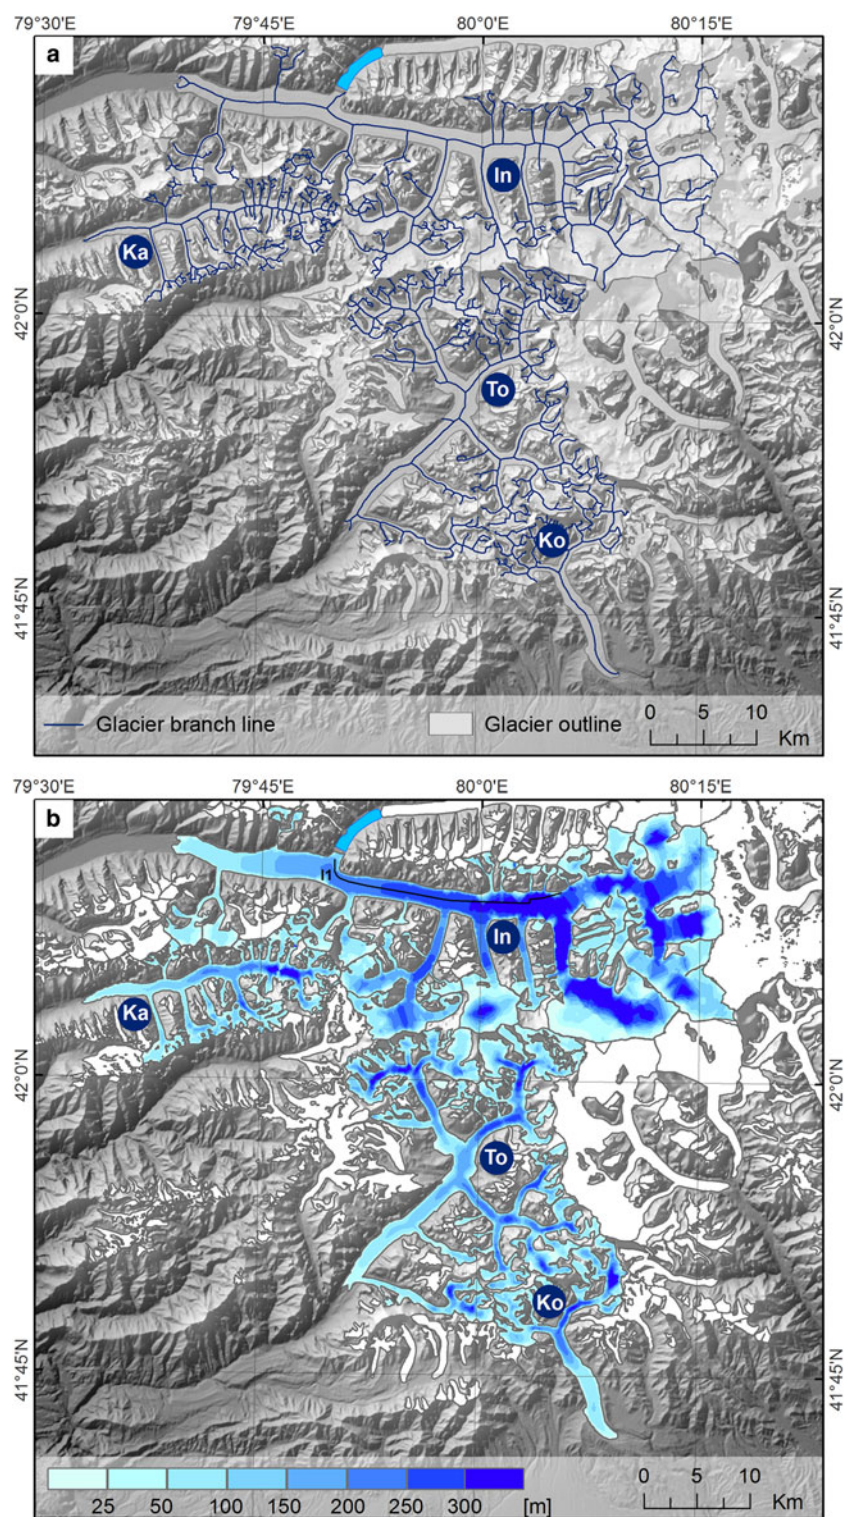 79°30'E 79°45'E 80°0'E 80°15'E
a
In
Ka
42°0'N 42°0'N
To
Ko
41°45'N 41°45'N
Glacier branch line Glacier outline 0 5 10
Km
79°30'E 79°45'E 80°0'E 80°15'E
b
I1
In
Ka
42°0'N 42°0'N
To
Ko
41°45'N 41°45'N
25 50 100 150 200 250 300 [m] 0 5 10
Km